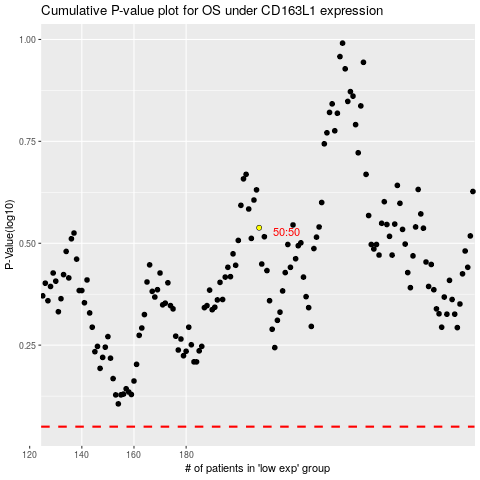 Cumulative P-value plot for OS under CD163L1 expression
1.00
0.75
0.50
0.25
P-Value(log10)
50:50
120 140 160 180
# of patients in 'low exp' group